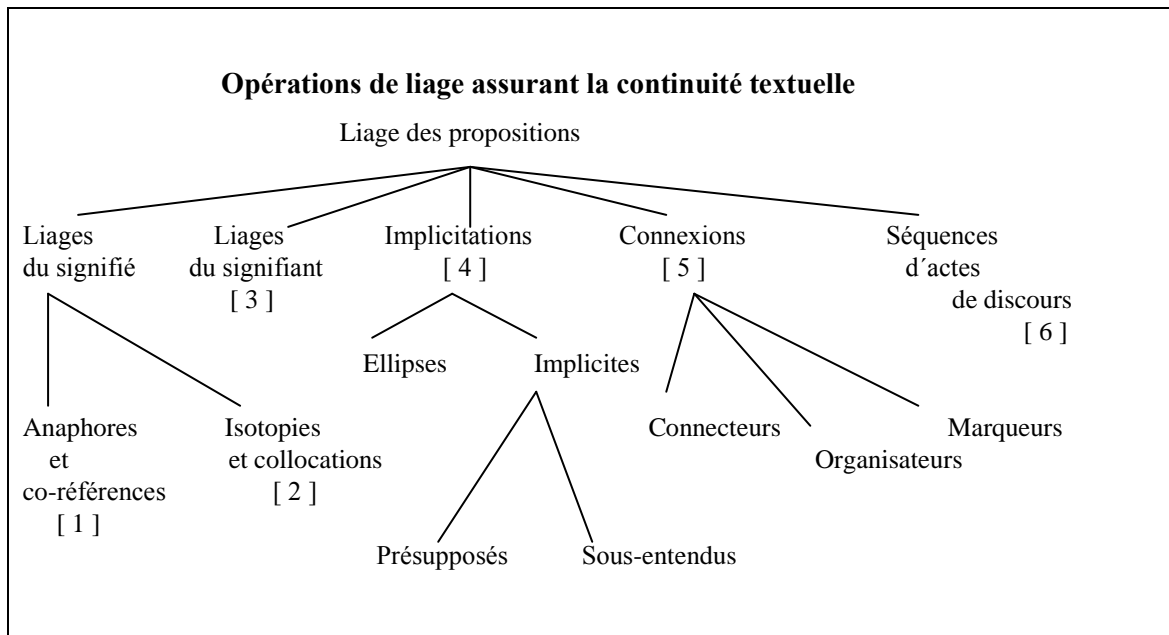 Opérations de liage assurant la continuité textuelle
Liage des propositions
Liages
du signifié
Liages
du signifiant
[ 3 ]
Implicitations
[ 4 ]
Connexions
[ 5 ]
Séquences
d´actes
de discours
[ 6 ]
Ellipses
Implicites
Anaphores
et
co-références
[ 1 ]
Isotopies
et collocations
[ 2 ]
Connecteurs
Organisateurs
Marqueurs
Présupposés
Sous-entendus